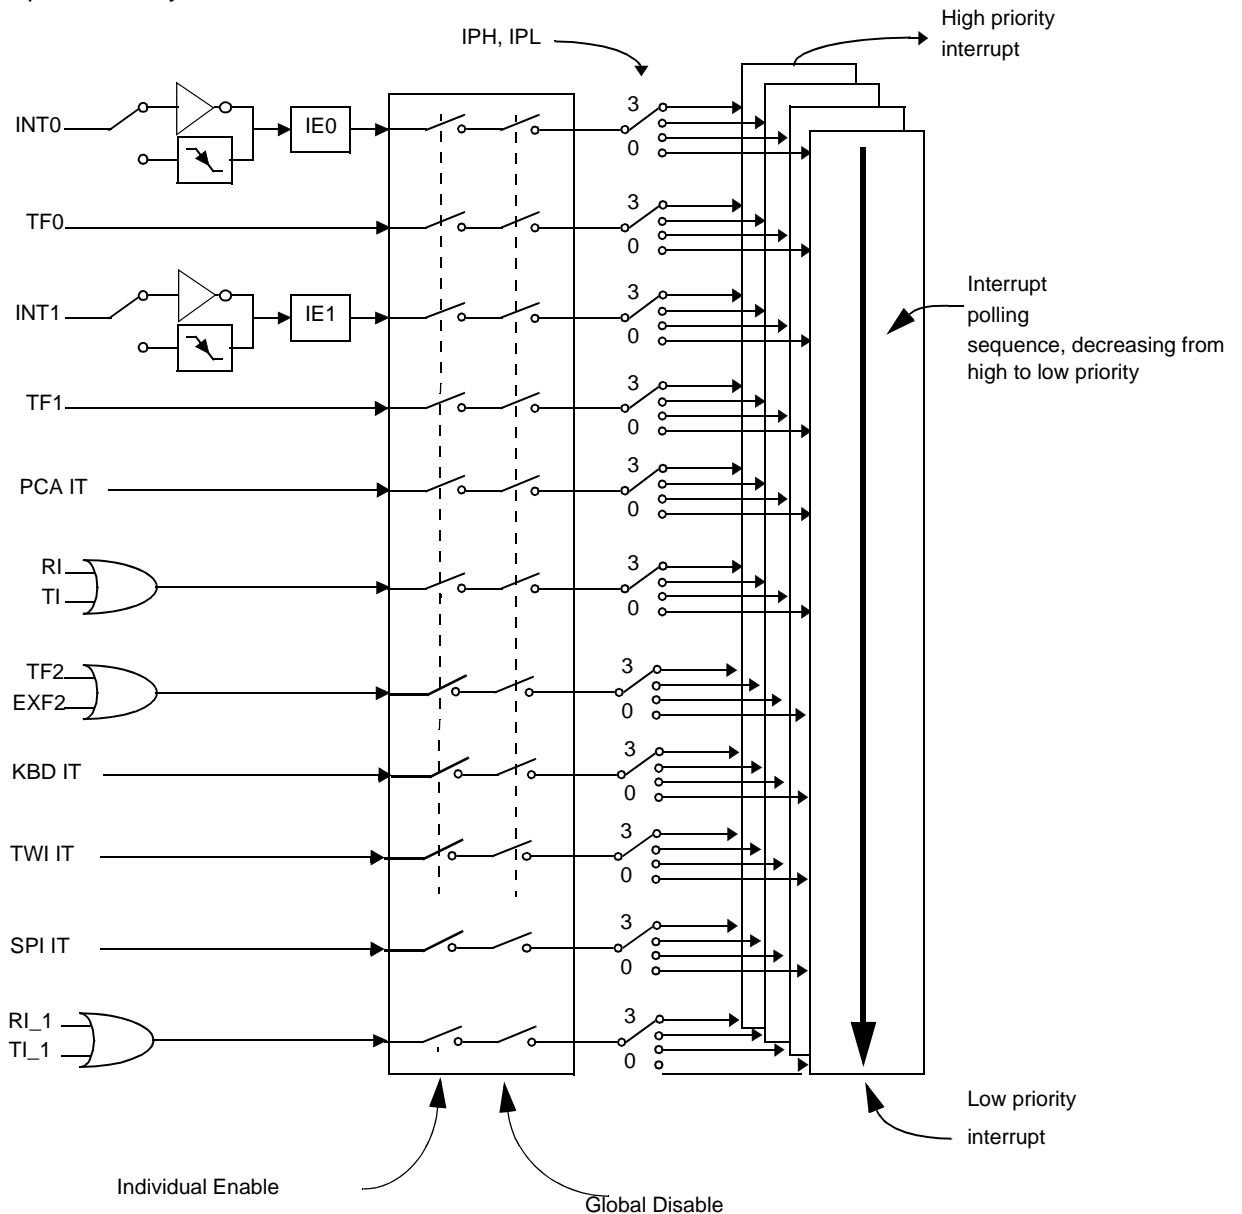 High priority
interrupt
IPH, IPL
INT0
IE0
3
0
TF0
3
0
INT1
IE1
3
0
Interrupt
polling
sequence, decreasing from
high to low priority
TF1
3
0
PCA IT
3
0
RI
TI
3
0
TF2
EXF2
3
0
KBD IT
3
0
TWI IT
3
0
SPI IT
3
0
RI_1
TI_1
3
0
Low priority
interrupt
Individual Enable
Global Disable